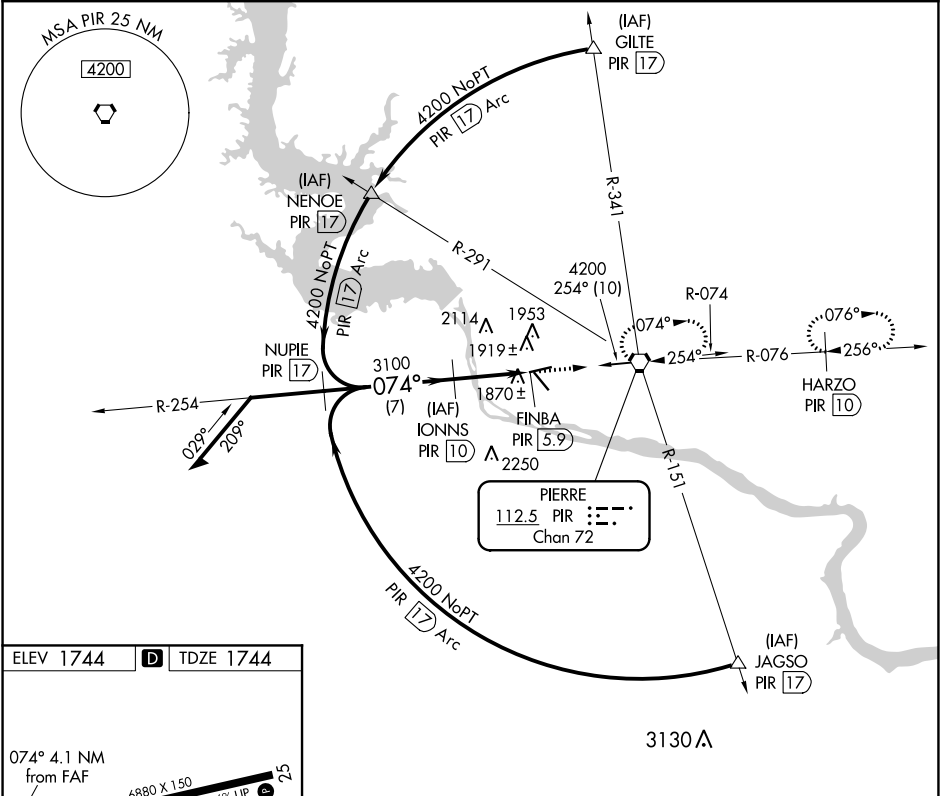 MSA PIR 25 NM
4200
(IAF)
GILTE
PIR 17
4200 NoPT
PIR 17 Arc
(IAF)
NENOE
PIR 17
R-341
R-291
4200 NoPT
PIR 17 Arc
4200
254° (10)
R-074
074°
254°
R-076
076°
256°
HARZO
PIR 10
2114
1953
1919±
1870±
NUPIE
PIR 17
3100
074°
(7)
(IAF)
IONNS
PIR 10
FINBA
PIR 5.9
2250
R-254
029°
209°
R-151
PIERRE
112.5 PIR
Chan 72
4200 NoPT
PIR 17 Arc
(IAF)
JAGSO
PIR 17
3130
ELEV 1744 D TDZE 1744
074° 4.1 NM
from FAF
6880 X 150
25
UP
P